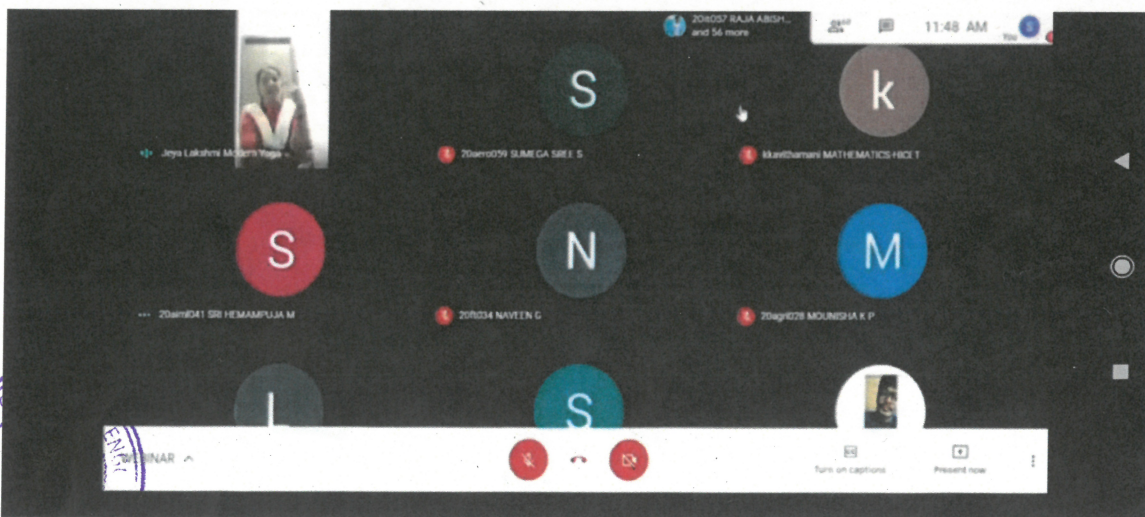 20it057 RAJA ABISH...
and 56 more
11:48 AM
You
S
S
k
Jeya Lakshmi Modern Yoga
20aero059 SUMEGA SREE S
kkavithamani MATHEMATICS-HICET
S
N
M
20aiml041 SRI HEMAMPUJA M
20ft034 NAVEEN G
20agri028 MOUNISHA K P
L
S
WEBINAR
Turn on captions
Present now